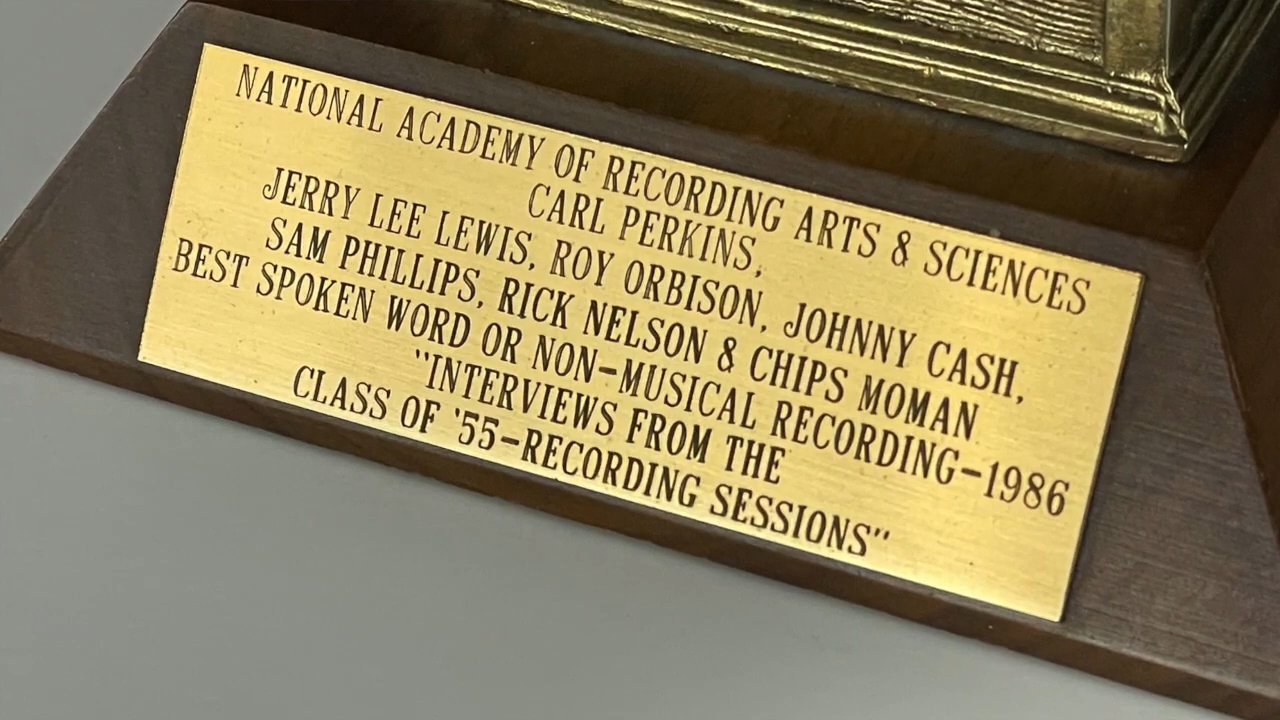 NATIONAL ACADEMY OF RECORDING ARTS & SCIENCES
CARL PERKINS,
JERRY LEE LEWIS, ROY ORBISON, JOHNNY CASH,
SAM PHILLIPS, RICK NELSON & CHIPS MOMAN
BEST SPOKEN WORD OR NON-MUSICAL RECORDING-1986
"INTERVIEWS FROM THE
CLASS OF '55-RECORDING SESSIONS"